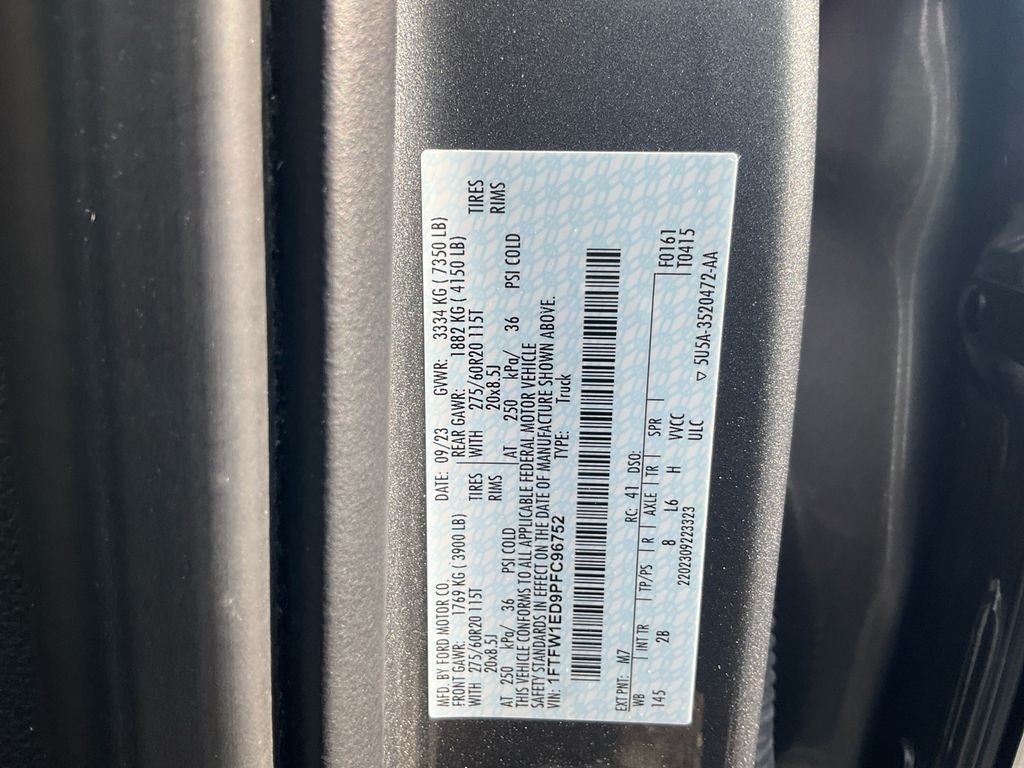 MFD. BY FORD MOTOR CO. DATE: 09/23 GVWR: 3334 KG ( 7350 LB)
FRONT GAWR: 1769 KG ( 3900 LB) REAR GAWR: 1882 KG ( 4150 LB)
WITH 275/60R20 115T TIRES WITH 275/60R20 115T TIRES
20x8.5J RIMS 20x8.5J RIMS
AT 250 kPa/ 36 PSI COLD AT 250 kPa/ 36 PSI COLD
THIS VEHICLE CONFORMS TO ALL APPLICABLE FEDERAL MOTOR VEHICLE
SAFETY STANDARDS IN EFFECT ON THE DATE OF MANUFACTURE SHOWN ABOVE.
VIN: 1FTFW1ED9PFC96752 TYPE: Truck
EXT PNT: M7 RC: 41 DSO:
WB INT TR TP/PS R AXLE TR SPR F0161
145 2B 8 L6 H VVCC T0415
ULC
2202309223323 ▽ 5U5A-3520472-AA